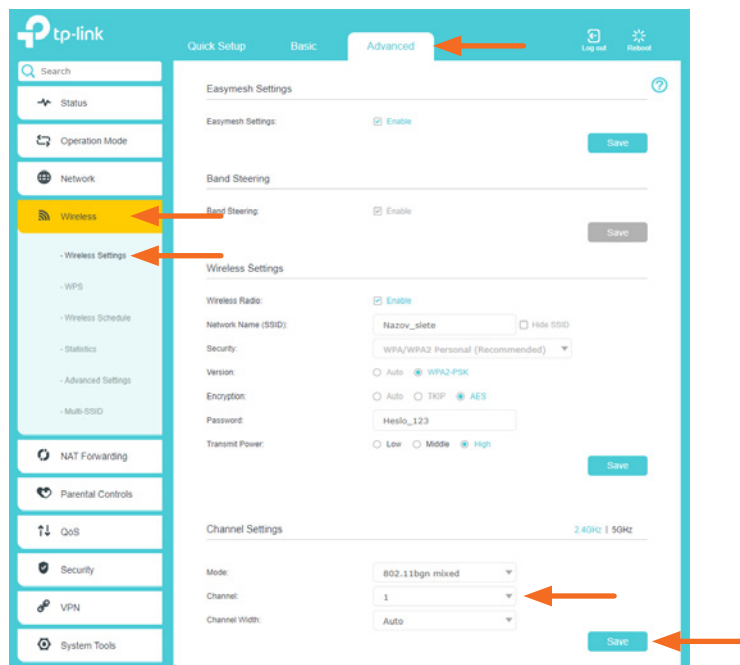 tp-link
Quick Setup Basic Advanced Log out Reboot
Search
Status
Operation Mode
Network
Wireless
- Wireless Settings
- WPS
- Wireless Schedule
- Statistics
- Advanced Settings
- Multi-SSID
NAT Forwarding
Parental Controls
QoS
Security
VPN
System Tools
Easymesh Settings
?
Easymesh Settings: Enable
Save
Band Steering
Band Steering: Enable
Save
Wireless Settings
Wireless Radio: Enable
Network Name (SSID): Nazov_siete Hide SSID
Security: WPA/WPA2 Personal (Recommended)
Version: Auto WPA2-PSK
Encryption: Auto TKIP AES
Password: Heslo_123
Transmit Power: Low Middle High
Save
Channel Settings 2.4GHz | 5GHz
Mode: 802.11bgn mixed
Channel: 1
Channel Width: Auto
Save